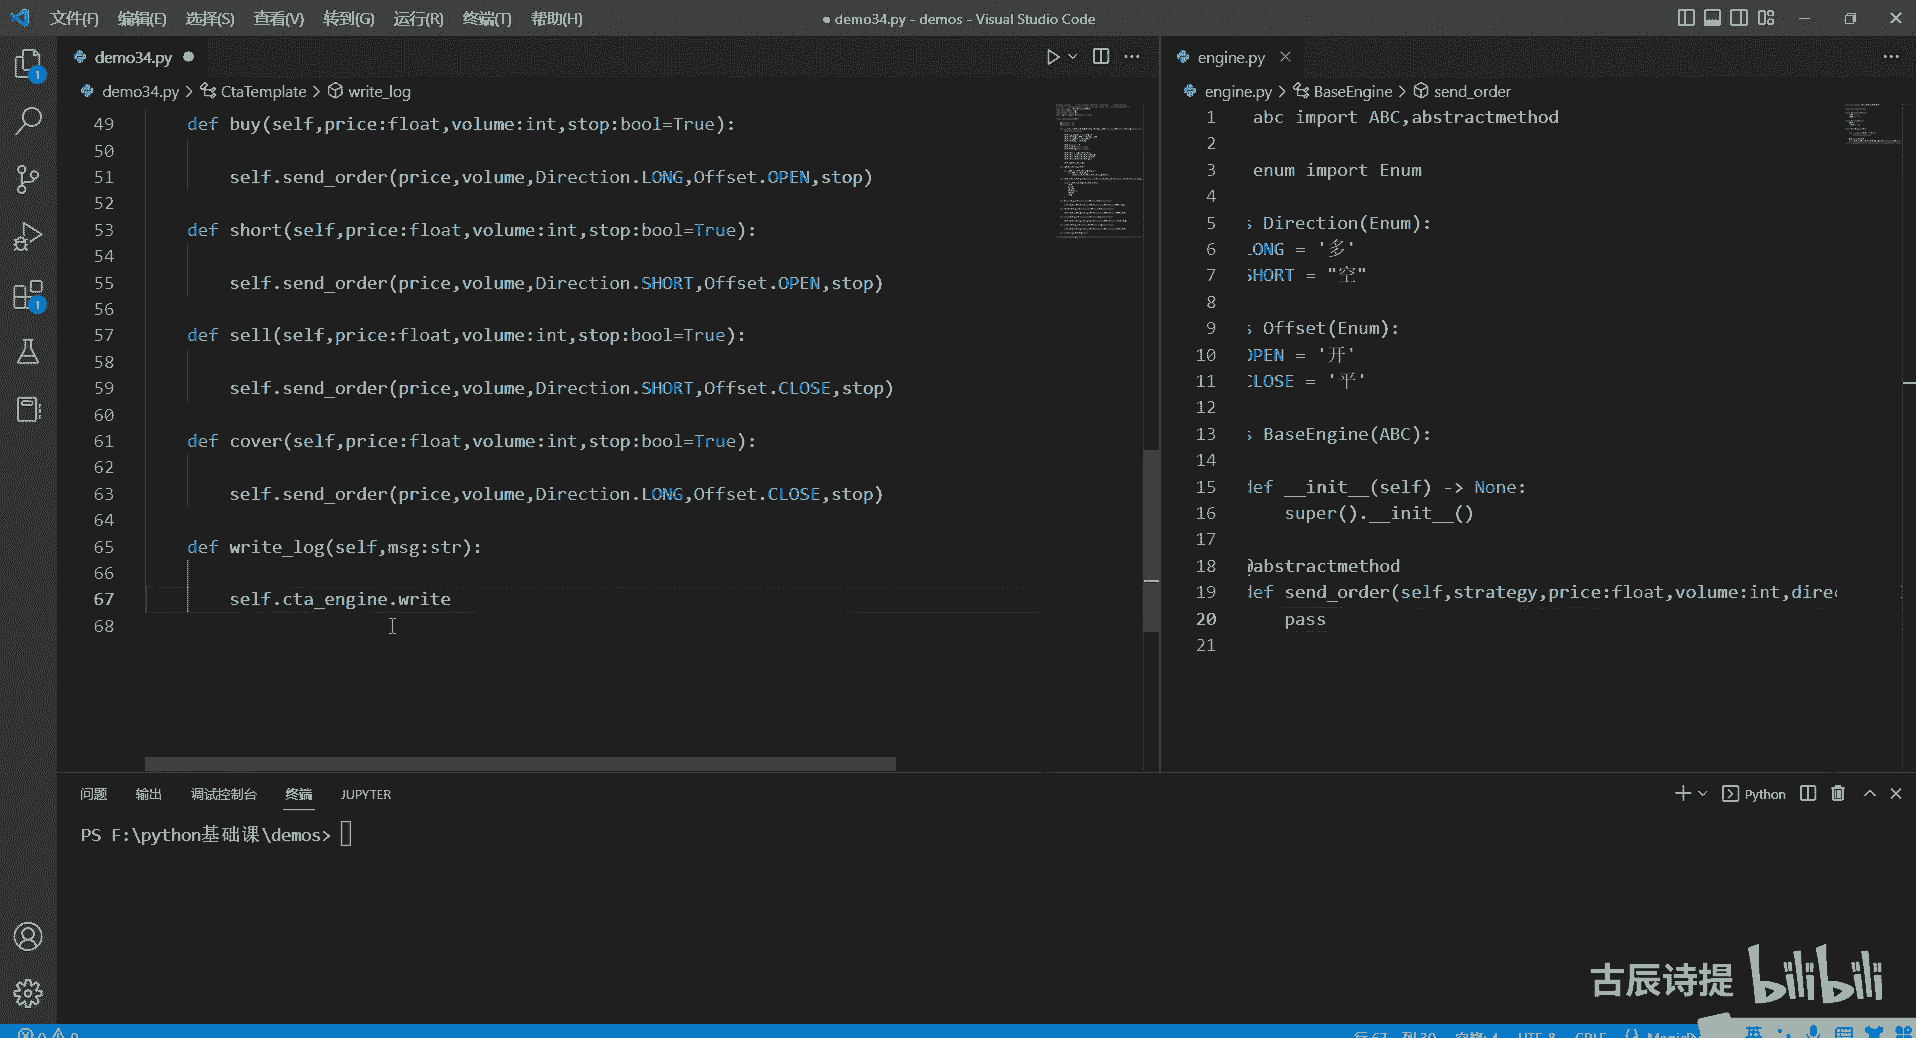 文件(F) 编辑(E) 选择(S) 查看(V) 转到(G) 运行(R) 终端(T) 帮助(H)
● demo34.py - demos - Visual Studio Code
demo34.py ●
demo34.py > CtaTemplate > write_log
49 def buy(self,price:float,volume:int,stop:bool=True):
50
51 self.send_order(price,volume,Direction.LONG,Offset.OPEN,stop)
52
53 def short(self,price:float,volume:int,stop:bool=True):
54
55 self.send_order(price,volume,Direction.SHORT,Offset.OPEN,stop)
56
57 def sell(self,price:float,volume:int,stop:bool=True):
58
59 self.send_order(price,volume,Direction.SHORT,Offset.CLOSE,stop)
60
61 def cover(self,price:float,volume:int,stop:bool=True):
62
63 self.send_order(price,volume,Direction.LONG,Offset.CLOSE,stop)
64
65 def write_log(self,msg:str):
66
67 self.cta_engine.write
68
engine.py
engine.py > BaseEngine > send_order
1 abc import ABC,abstractmethod
2
3 enum import Enum
4
5 s Direction(Enum):
6 LONG = '多'
7 SHORT = "空"
8
9 s Offset(Enum):
10 OPEN = '开'
11 CLOSE = '平'
12
13 s BaseEngine(ABC):
14
15 def __init__(self) -> None:
16 super().__init__()
17
18 @abstractmethod
19 def send_order(self,strategy,price:float,volume:int,direc
20 pass
21
问题 输出 调试控制台 终端 JUPYTER
Python
PS F:\python基础课\demos>
古辰诗提 bilibili
1
1
英